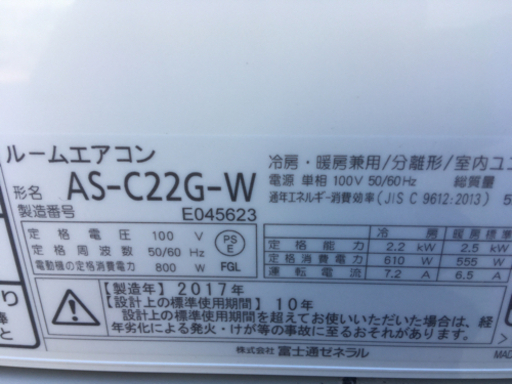 ルームエアコン
形名 AS-C22G-W
製造番号 E045623
冷房・暖房兼用/分離形/室内ユニ
電源 単相 100V 50/60Hz 総質量
通年エネルギー消費効率 (JIS C 9612:2013) 5
定格電圧 100 V
定格周波数 50/60 Hz
電動機の定格消費電力 800 W
PS
E
FGL
冷房 暖房標準
定格能力 2.2 kW 2.5 kW
定格消費電力 610 W 555 W
運転電流 7.2 A 6.5 A
【製造年】2017年
【設計上の標準使用期間】10年
設計上の標準使用期間を超えてお使いいただいた場合は、経
年劣化による発火・けが等の事故に至るおそれがあります。
株式会社 富士通ゼネラル
MAD
り
棒
と